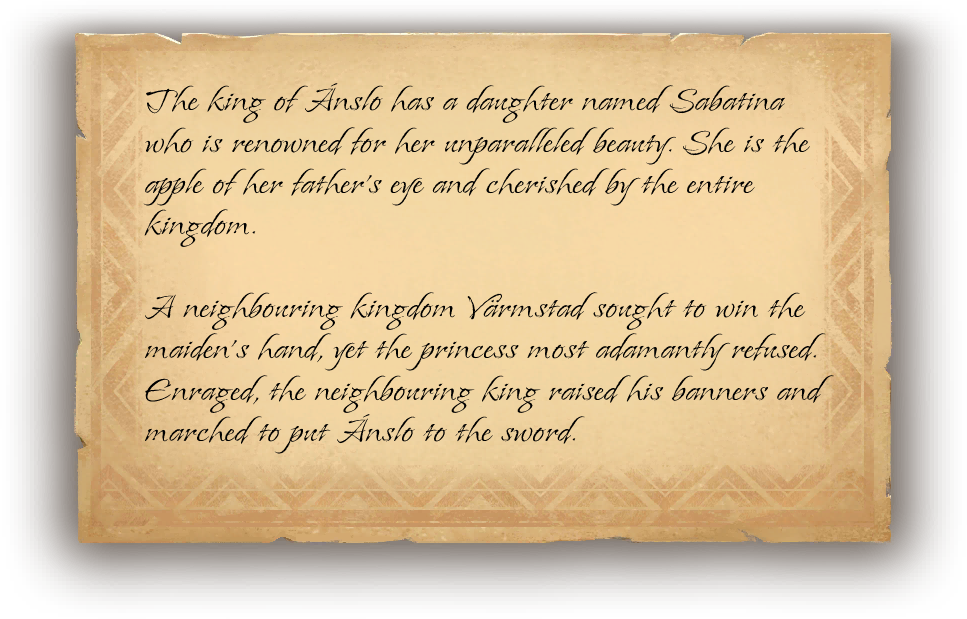 The king of Ánslo has a daughter named Sabatina
who is renowned for her unparalleled beauty. She is the
apple of her father's eye and cherished by the entire
kingdom.
A neighbouring kingdom Värmstad sought to win the
maiden's hand, yet the princess most adamantly refused.
Enraged, the neighbouring king raised his banners and
marched to put Ánslo to the sword.